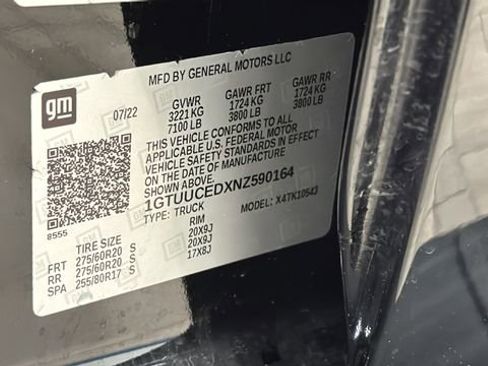 MFD BY GENERAL MOTORS LLC
gm
07/22
GVWR GAWR FRT GAWR RR
3221 KG 1724 KG 1724 KG
7100 LB 3800 LB 3800 LB
THIS VEHICLE CONFORMS TO ALL
APPLICABLE U.S. FEDERAL MOTOR
VEHICLE SAFETY STANDARDS IN EFFECT
ON THE DATE OF MANUFACTURE
SHOWN ABOVE.
1GTUUCEDXNZ590164
TYPE: TRUCK MODEL: X4TK10543
8555
TIRE SIZE RIM
FRT 275/60R20 S 20X9J
RR 275/60R20 S 20X9J
SPA 255/80R17 S 17X8J